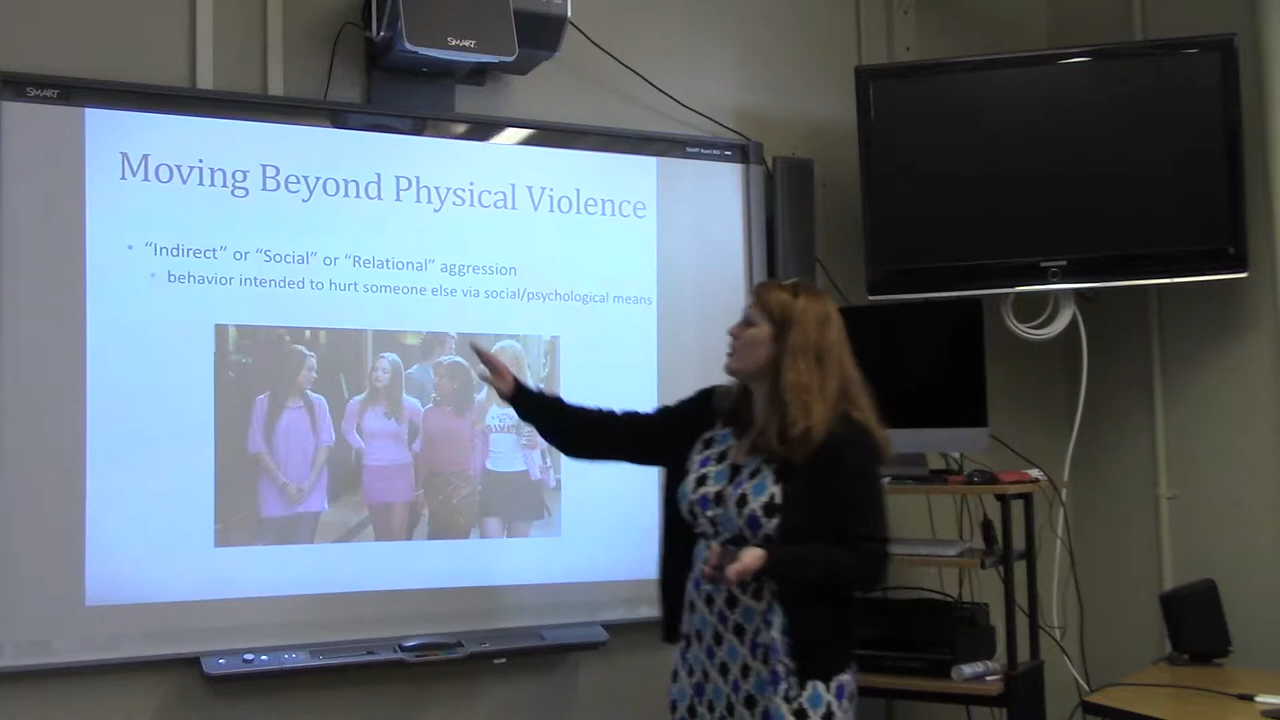 SMART
SMART
Moving Beyond Physical Violence
• "Indirect" or "Social" or "Relational" aggression
• behavior intended to hurt someone else via social/psychological means
SAMSUNG